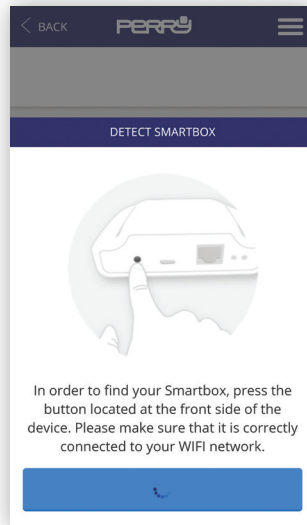 BACK
PERRY
DETECT SMARTBOX
In order to find your Smartbox, press the
button located at the front side of the
device. Please make sure that it is correctly
connected to your WIFI network.